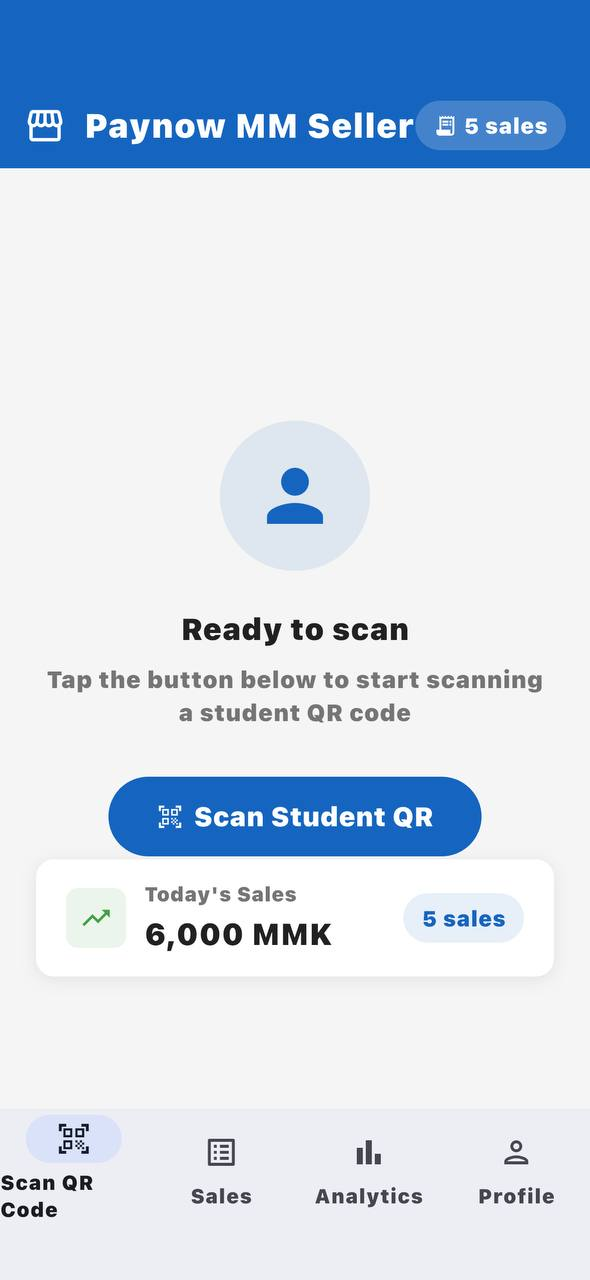 Paynow MM Seller
5 sales
Ready to scan
Tap the button below to start scanning
a student QR code
Scan Student QR
Today's Sales
6,000 MMK
5 sales
Scan QR
Code
Sales
Analytics
Profile